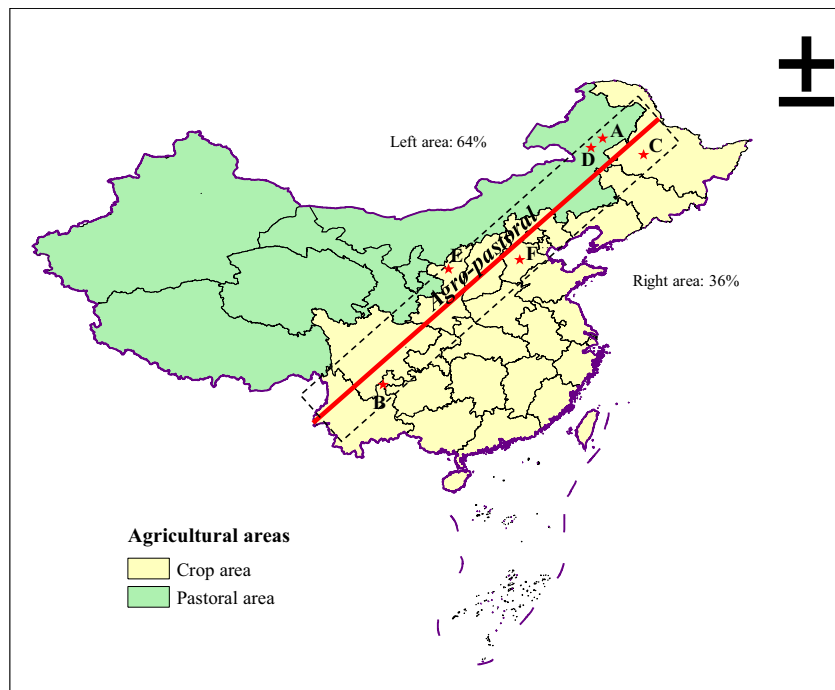 Left area: 64%
A
D
C
Agro-pastoral
E
F
Right area: 36%
B
Agricultural areas
Crop area
Pastoral area